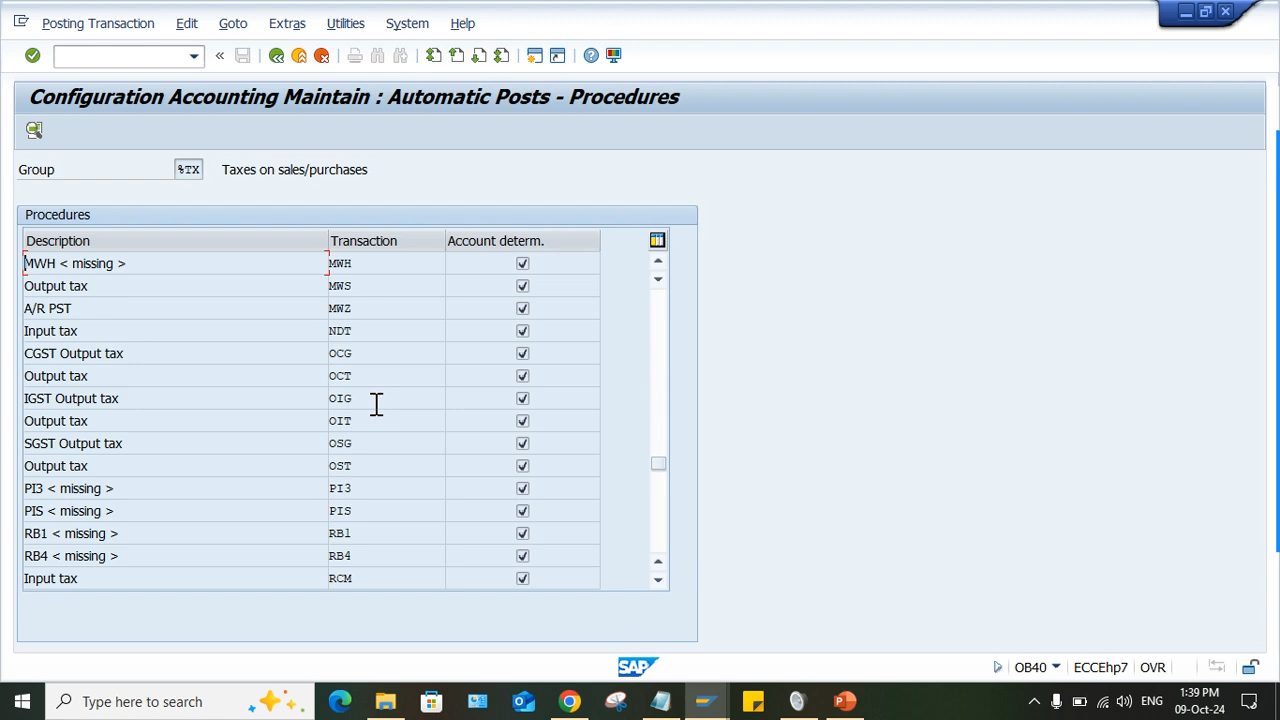 Posting Transaction Edit Goto Extras Utilities System Help
Configuration Accounting Maintain : Automatic Posts - Procedures
Group %TX Taxes on sales/purchases
Procedures
Description Transaction Account determ.
MWH < missing > MWH
Output tax MWS
A/R PST MWZ
Input tax NDT
CGST Output tax OCG
Output tax OCT
IGST Output tax OIG
Output tax OIT
SGST Output tax OSG
Output tax OST
PI3 < missing > PI3
PIS < missing > PIS
RB1 < missing > RB1
RB4 < missing > RB4
Input tax RCM
SAP OB40 ECCEhp7 OVR
Type here to search ENG 1:39 PM
09-Oct-24